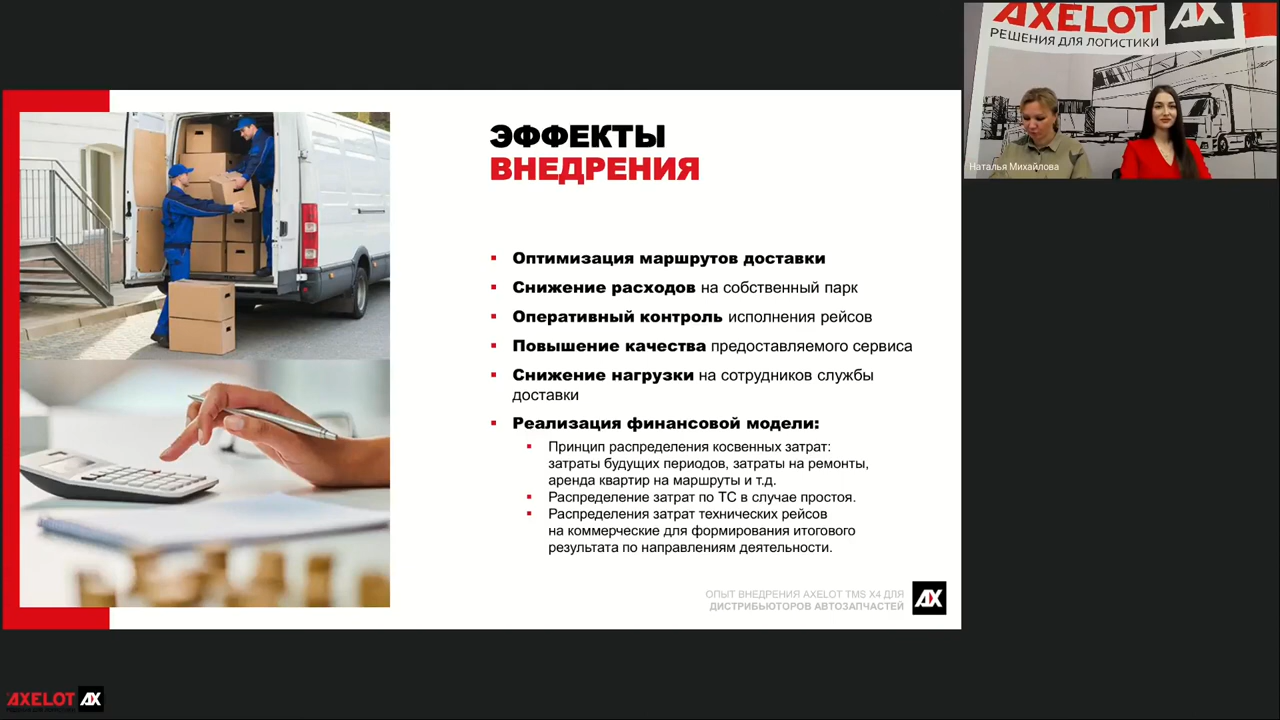 AXELOT AX
РЕШЕНИЯ ДЛЯ ЛОГИСТИКИ
Наталья Михайлова
ЭФФЕКТЫ
ВНЕДРЕНИЯ
Оптимизация маршрутов доставки
Снижение расходов на собственный парк
Оперативный контроль исполнения рейсов
Повышение качества предоставляемого сервиса
Снижение нагрузки на сотрудников службы
доставки
Реализация финансовой модели:
Принцип распределения косвенных затрат:
затраты будущих периодов, затраты на ремонты,
аренда квартир на маршруты и т.д.
Распределение затрат по ТС в случае простоя.
Распределения затрат технических рейсов
на коммерческие для формирования итогового
результата по направлениям деятельности.
ОПЫТ ВНЕДРЕНИЯ AXELOT TMS X4 ДЛЯ
ДИСТРИБЬЮТОРОВ АВТОЗАПЧАСТЕЙ
AX
AXELOT AX